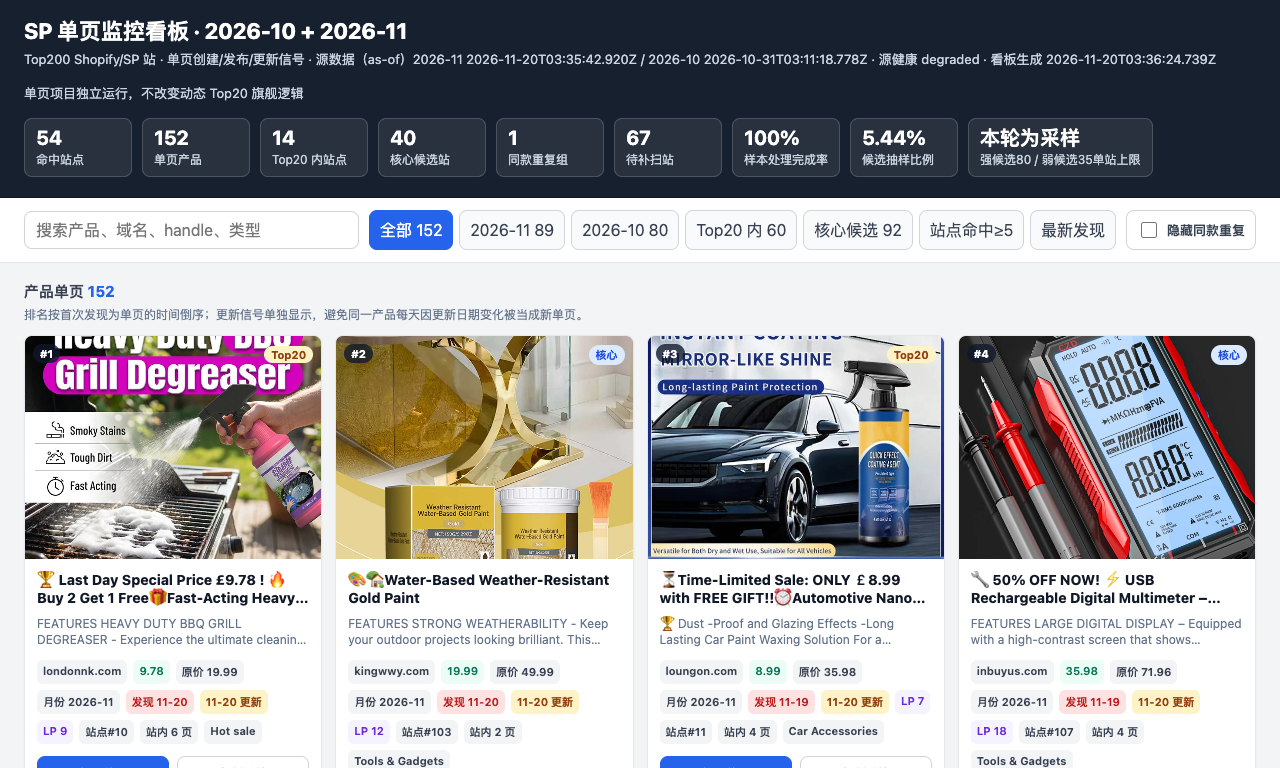 SP 单页监控看板 · 2026-10 + 2026-11
Top200 Shopify/SP 站 · 单页创建/发布/更新信号 · 源数据（as-of）2026-11 2026-11-20T03:35:42.920Z / 2026-10 2026-10-31T03:11:18.778Z · 源健康 degraded · 看板生成 2026-11-20T03:36:24.739Z
单页项目独立运行，不改变动态 Top20 旗舰逻辑
54
命中站点
152
单页产品
14
Top20 内站点
40
核心候选站
1
同款重复组
67
待补扫站
100%
样本处理完成率
5.44%
候选抽样比例
本轮为采样
强候选80 / 弱候选35单站上限
搜索产品、域名、handle、类型
全部 152
2026-11 89
2026-10 80
Top20 内 60
核心候选 92
站点命中≥5
最新发现
隐藏同款重复
产品单页 152
排名按首次发现为单页的时间倒序；更新信号单独显示，避免同一产品每天因更新日期变化被当成新单页。
#1
Top20
Heavy Duty BBQ
Grill Degreaser
Smoky Stains
Tough Dirt
Fast Acting
🏆 Last Day Special Price £9.78 ! 🔥
Buy 2 Get 1 Free🎁Fast-Acting Heavy...
FEATURES HEAVY DUTY BBQ GRILL
DEGREASER - Experience the ultimate cleanin...
londonnk.com
9.78
原价 19.99
月份 2026-11
发现 11-20
11-20 更新
LP 9
站点#10
站内 6 页
Hot sale
#2
核心
Weather Resistant
Water-Based Gold Paint
Weather Resistant
Water-Based Gold Paint
🎨🏡Water-Based Weather-Resistant
Gold Paint
FEATURES STRONG WEATHERABILITY - Keep
your outdoor projects looking brilliant. This...
kingwwy.com
19.99
原价 49.99
月份 2026-11
发现 11-20
11-20 更新
LP 12
站点#103
站内 2 页
Tools & Gadgets
#3
Top20
INSTANT COATING
MIRROR-LIKE SHINE
Long-lasting Paint Protection
QUICK EFFECT
COATING AGENT
Versatile for Both Dry and Wet Use, Suitable for All Vehicles
⏳Time-Limited Sale: ONLY ￡8.99
with FREE GIFT!!⏰Automotive Nano...
🏆 Dust -Proof and Glazing Effects -Long
Lasting Car Paint Waxing Solution For a...
loungon.com
8.99
原价 35.98
月份 2026-11
发现 11-19
11-20 更新
LP 7
站点#11
站内 4 页
Car Accessories
#4
核心
HOLD AUTO
T-RMS 6000Counts
COM
🔧 50% OFF NOW! ⚡ USB
Rechargeable Digital Multimeter –...
FEATURES LARGE DIGITAL DISPLAY – Equipped
with a high-contrast screen that shows...
inbuyus.com
35.98
原价 71.96
月份 2026-11
发现 11-19
11-20 更新
LP 18
站点#107
站内 4 页
Tools & Gadgets